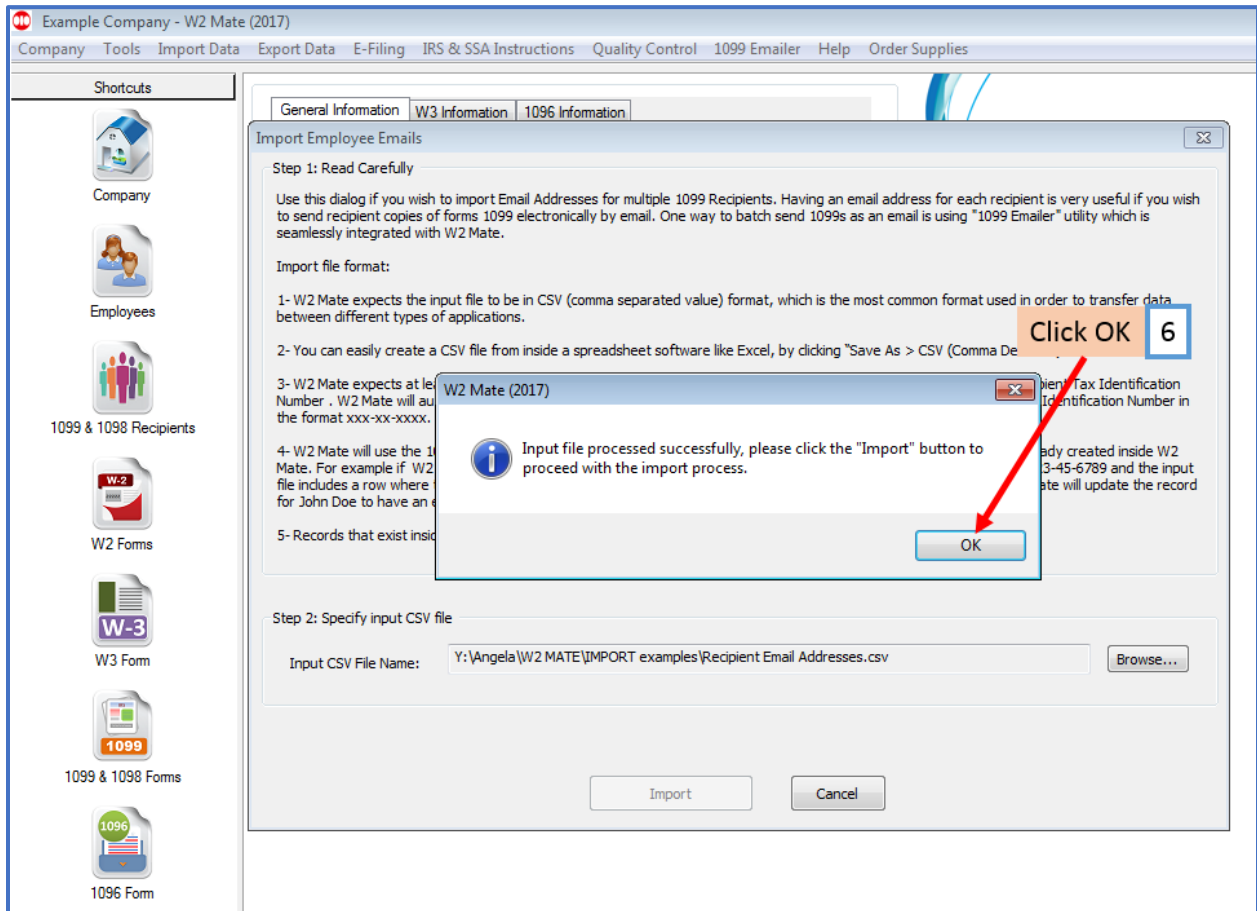 Example Company - W2 Mate (2017)
Company Tools Import Data Export Data E-Filing IRS & SSA Instructions Quality Control 1099 Emailer Help Order Supplies
Shortcuts
Company
Employees
1099 & 1098 Recipients
W-2
W2 Forms
W-3
W3 Form
1099
1099 & 1098 Forms
1096
1096 Form
General Information W3 Information 1096 Information
Import Employee Emails
Step 1: Read Carefully
Use this dialog if you wish to import Email Addresses for multiple 1099 Recipients. Having an email address for each recipient is very useful if you wish
to send recipient copies of forms 1099 electronically by email. One way to batch send 1099s as an email is using "1099 Emailer" utility which is
seamlessly integrated with W2 Mate.
Import file format:
1- W2 Mate expects the input file to be in CSV (comma separated value) format, which is the most common format used in order to transfer data
between different types of applications.
2- You can easily create a CSV file from inside a spreadsheet software like Excel, by clicking "Save As > CSV (Comma De
Click OK 6
3- W2 Mate expects at lea
Tax Identification
Number . W2 Mate will au
Identification Number in
the format xxx-xx-xxxx.
4- W2 Mate will use the 1
ady created inside W2
Mate. For example if W2
3-45-6789 and the input
file includes a row where
ate will update the record
for John Doe to have an e
5- Records that exist insid
W2 Mate (2017)
Input file processed successfully, please click the "Import" button to
proceed with the import process.
OK
Step 2: Specify input CSV file
Input CSV File Name: Y:\Angela\W2 MATE\IMPORT examples\Recipient Email Addresses.csv Browse...
Import Cancel